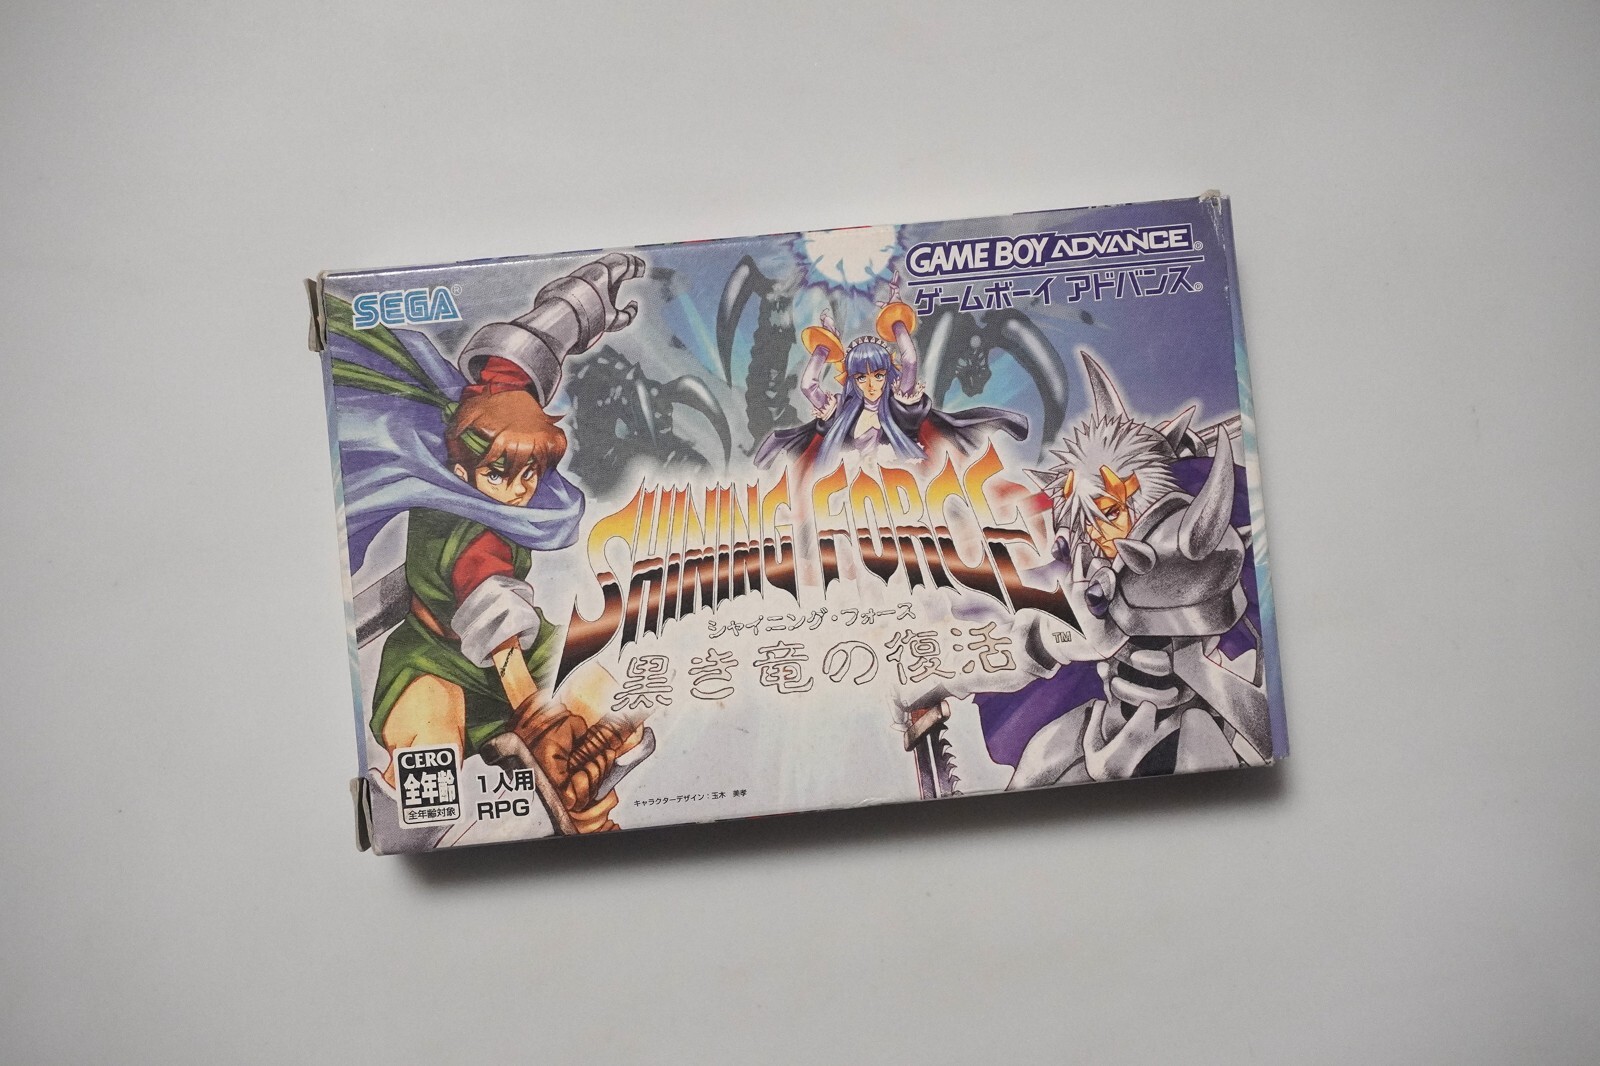 SEGA®
GAME BOY ADVANCE®
ゲームボーイ アドバンス®
SHINING FORCE
シャイニング・フォース
黒き竜の復活™
CERO
全年齢
全年齢対象
1人用
RPG
キャラクターデザイン:玉木 美孝